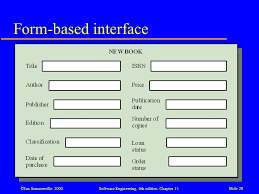 Form-based interface
NEW BOOK
Title
ISBN
Author
Price
Publisher
Publication
date
Edition
Number of
copies
Classification
Loan
status
Date of
purchase
Order
status
©Ian Sommerville 2000
Software Engineering, 6th edition. Chapter 15
Slide 29